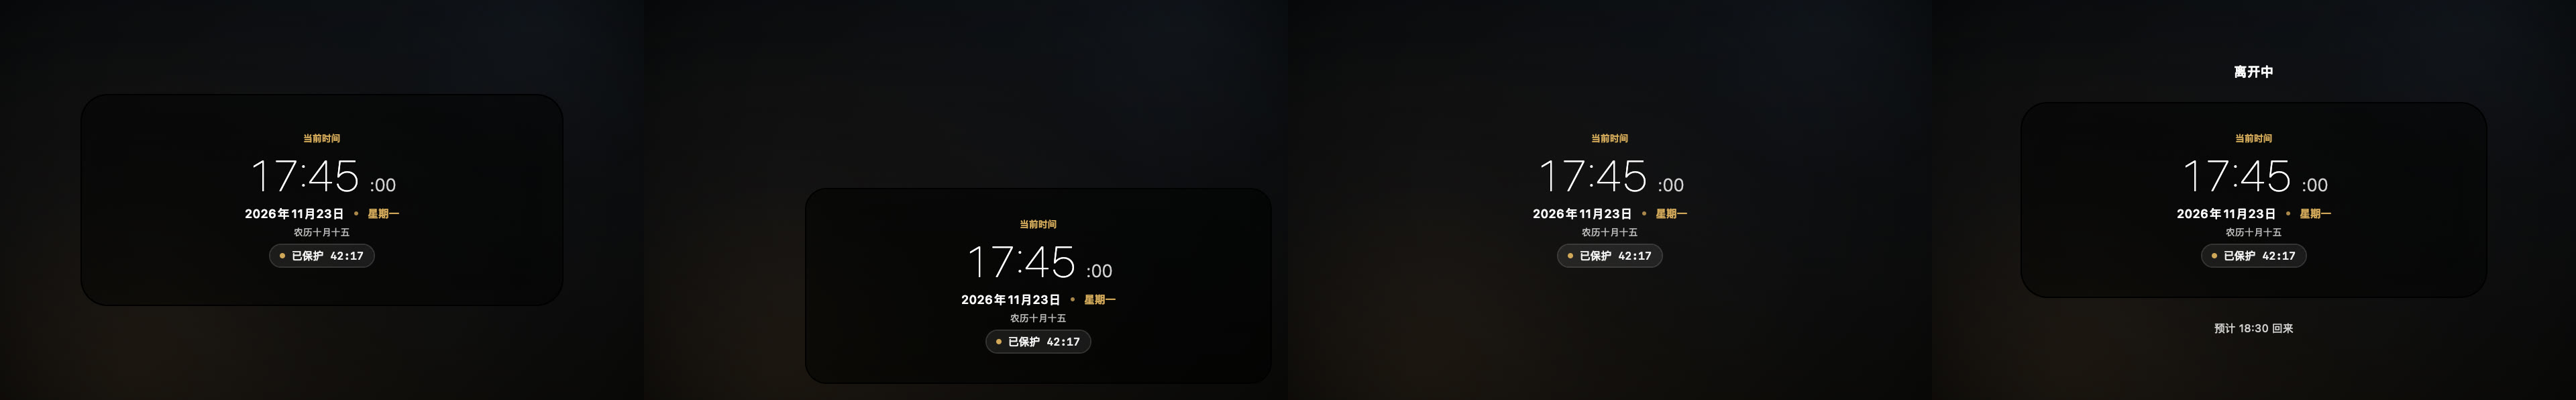 当前时间
17:45 :00
2026年11月23日 • 星期一
农历十月十五
已保护 42:17
当前时间
17:45 :00
2026年11月23日 • 星期一
农历十月十五
已保护 42:17
当前时间
17:45 :00
2026年11月23日 • 星期一
农历十月十五
已保护 42:17
离开中
当前时间
17:45 :00
2026年11月23日 • 星期一
农历十月十五
已保护 42:17
预计 18:30 回来